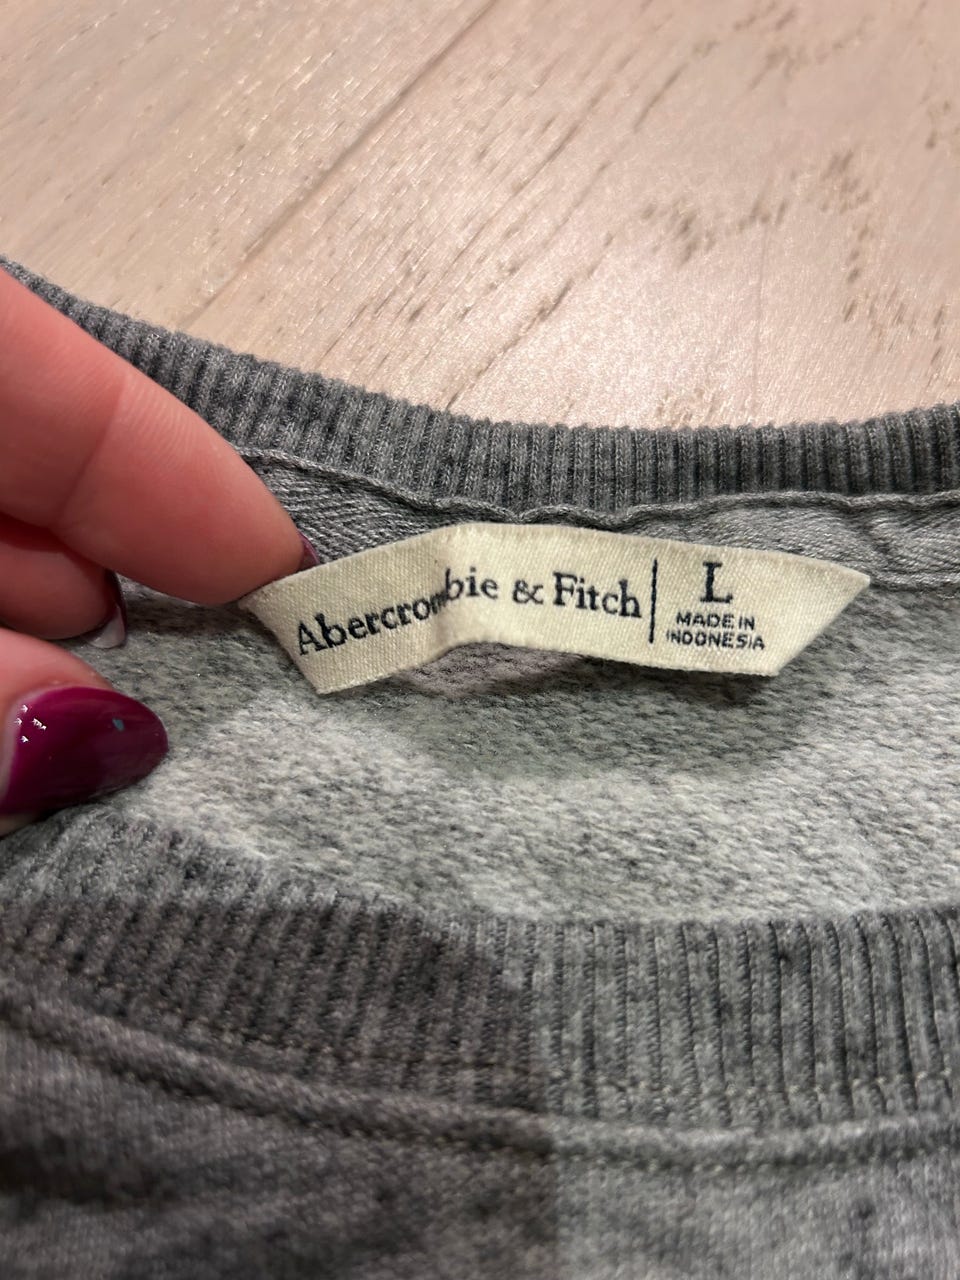 Abercrombie & Fitch
L
MADE IN
INDONESIA